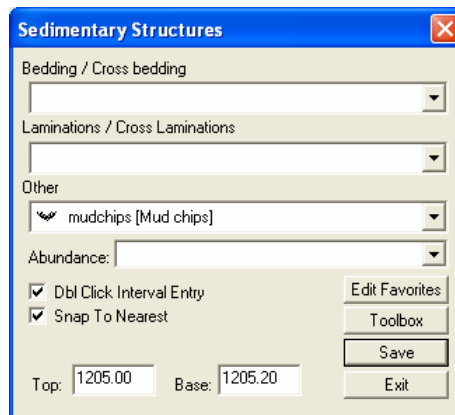 Sedimentary Structures
Bedding / Cross bedding
Laminations / Cross Laminations
Other
mudchips [Mud chips]
Abundance:
Dbl Click Interval Entry
Edit Favorites
Snap To Nearest
Toolbox
Save
Top: 1205.00 Base: 1205.20
Exit